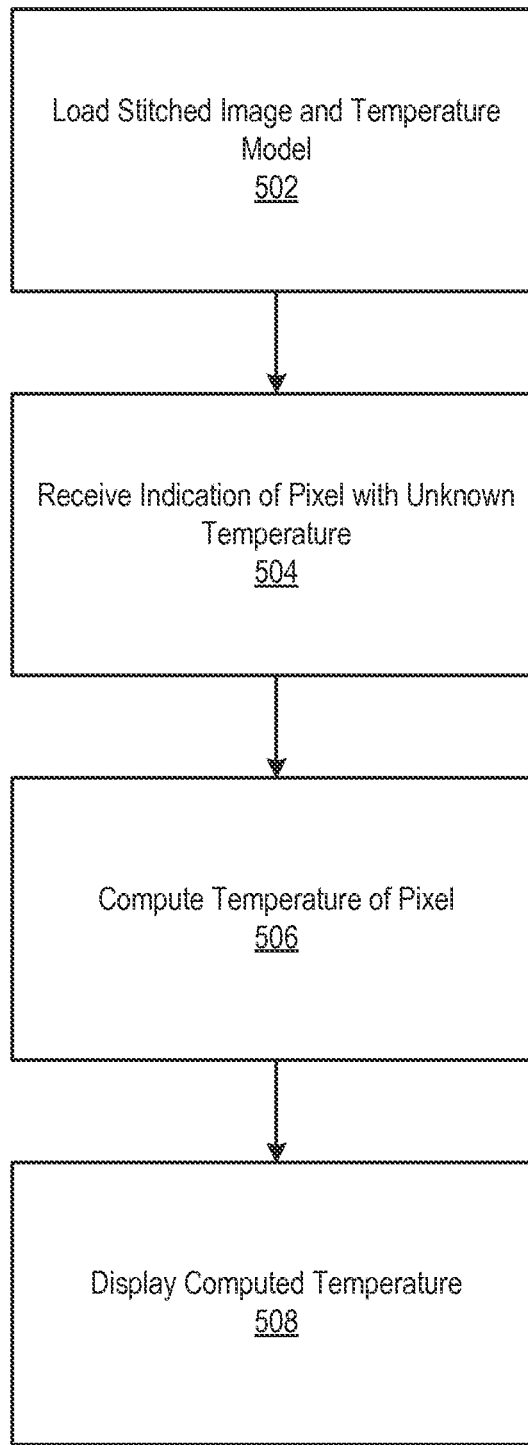 Load Stitched Image and Temperature
Model
502
Receive Indication of Pixel with Unknown
Temperature
504
Compute Temperature of Pixel
506
Display Computed Temperature
508